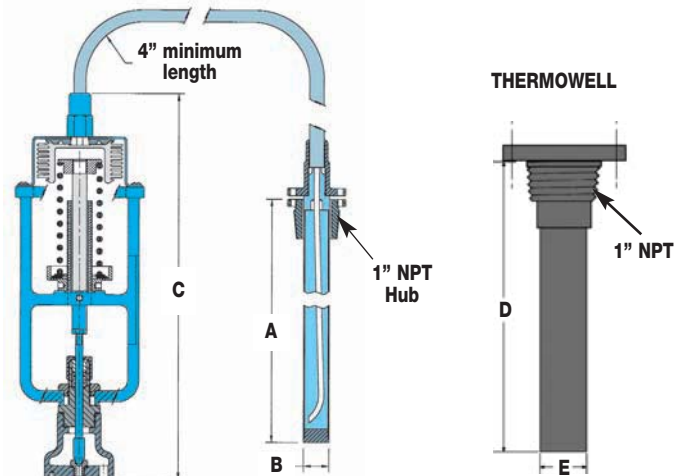 4” minimum
length
THERMOWELL
C
1” NPT
Hub
A
B
1” NPT
D
E